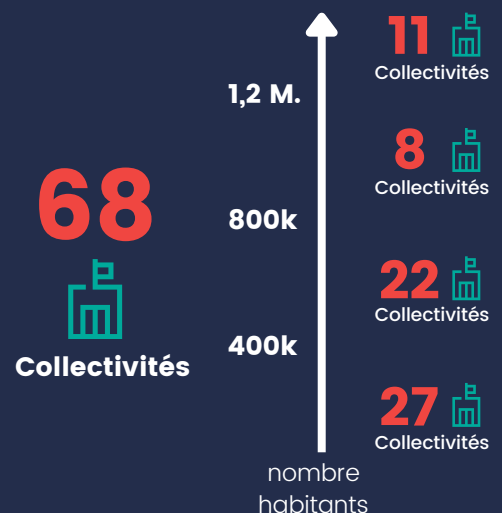 68
Collectivités
1,2 M.
800k
400k
nombre
habitants
11
Collectivités
8
Collectivités
22
Collectivités
27
Collectivités